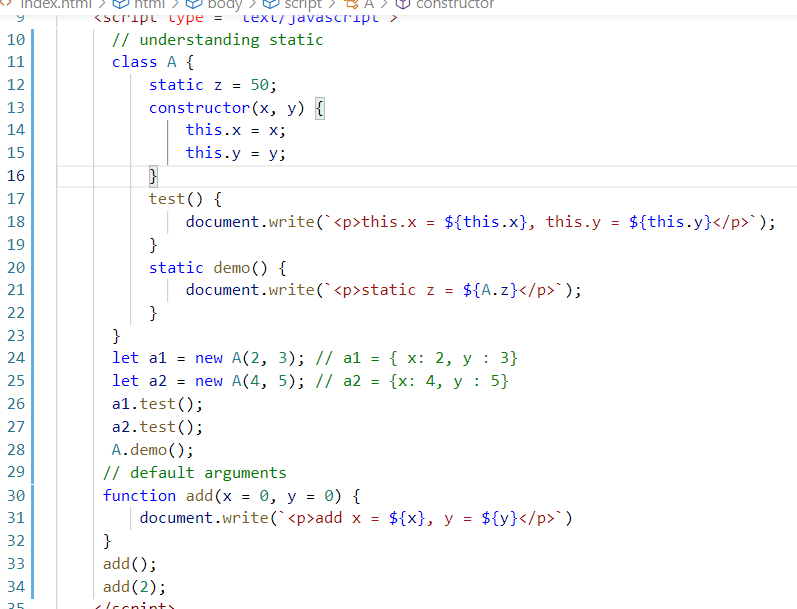 index.html > html > body > script > A > constructor
9 <script type = "text/javascript">
10 // understanding static
11 class A {
12 static z = 50;
13 constructor(x, y) {
14 this.x = x;
15 this.y = y;
16 }
17 test() {
18 document.write(`<p>this.x = ${this.x}, this.y = ${this.y}</p>`);
19 }
20 static demo() {
21 document.write(`<p>static z = ${A.z}</p>`);
22 }
23 }
24 let a1 = new A(2, 3); // a1 = { x: 2, y : 3}
25 let a2 = new A(4, 5); // a2 = {x: 4, y : 5}
26 a1.test();
27 a2.test();
28 A.demo();
29 // default arguments
30 function add(x = 0, y = 0) {
31 document.write(`<p>add x = ${x}, y = ${y}</p>`)
32 }
33 add();
34 add(2);
35 </script>